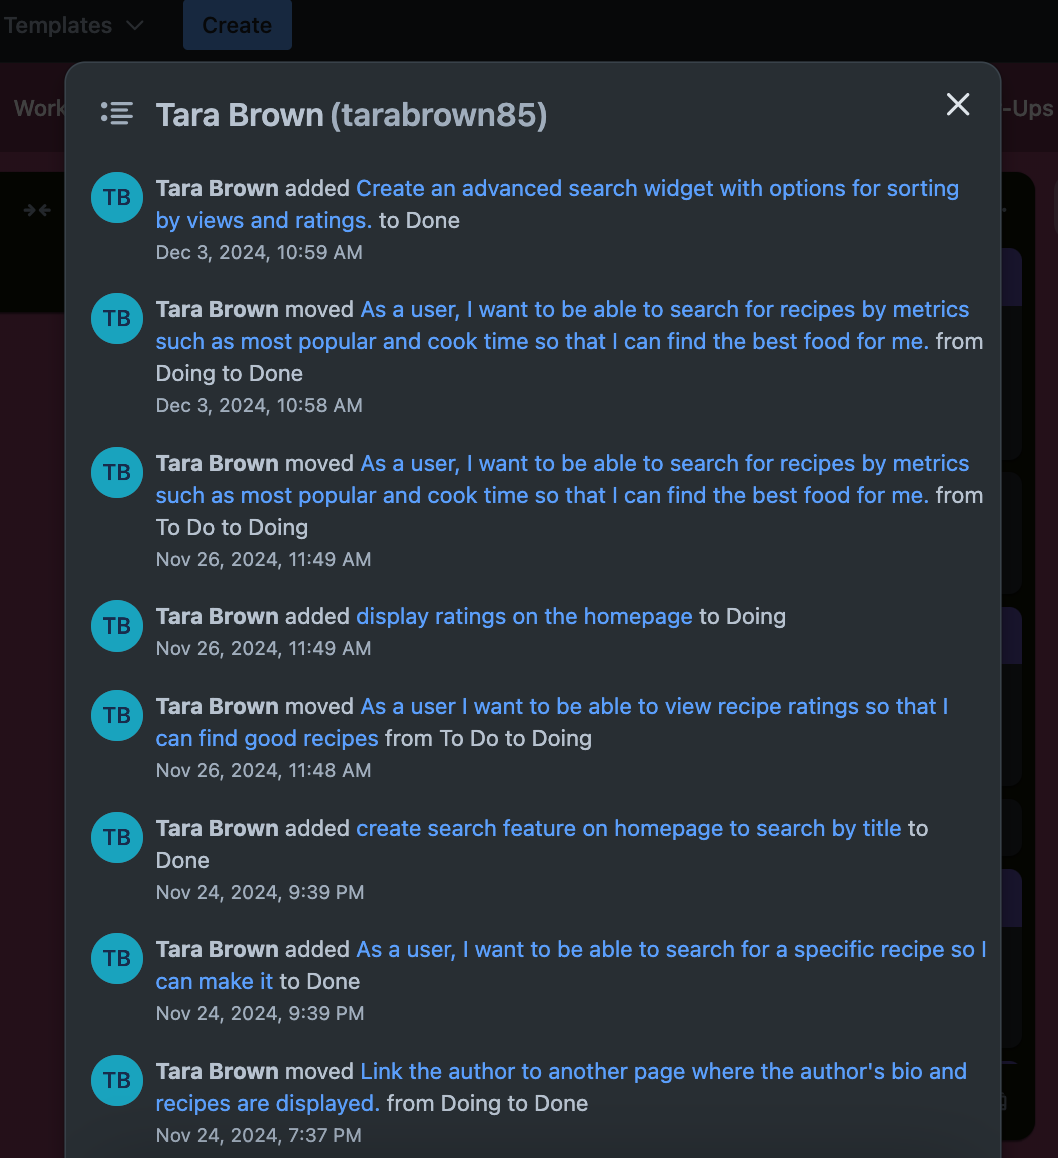 Templates
Create
Work
-Ups
Tara Brown (tarabrown85)
TB
Tara Brown added Create an advanced search widget with options for sorting
by views and ratings. to Done
Dec 3, 2024, 10:59 AM
TB
Tara Brown moved As a user, I want to be able to search for recipes by metrics
such as most popular and cook time so that I can find the best food for me. from
Doing to Done
Dec 3, 2024, 10:58 AM
TB
Tara Brown moved As a user, I want to be able to search for recipes by metrics
such as most popular and cook time so that I can find the best food for me. from
To Do to Doing
Nov 26, 2024, 11:49 AM
TB
Tara Brown added display ratings on the homepage to Doing
Nov 26, 2024, 11:49 AM
TB
Tara Brown moved As a user I want to be able to view recipe ratings so that I
can find good recipes from To Do to Doing
Nov 26, 2024, 11:48 AM
TB
Tara Brown added create search feature on homepage to search by title to
Done
Nov 24, 2024, 9:39 PM
TB
Tara Brown added As a user, I want to be able to search for a specific recipe so I
can make it to Done
Nov 24, 2024, 9:39 PM
TB
Tara Brown moved Link the author to another page where the author's bio and
recipes are displayed. from Doing to Done
Nov 24, 2024, 7:37 PM